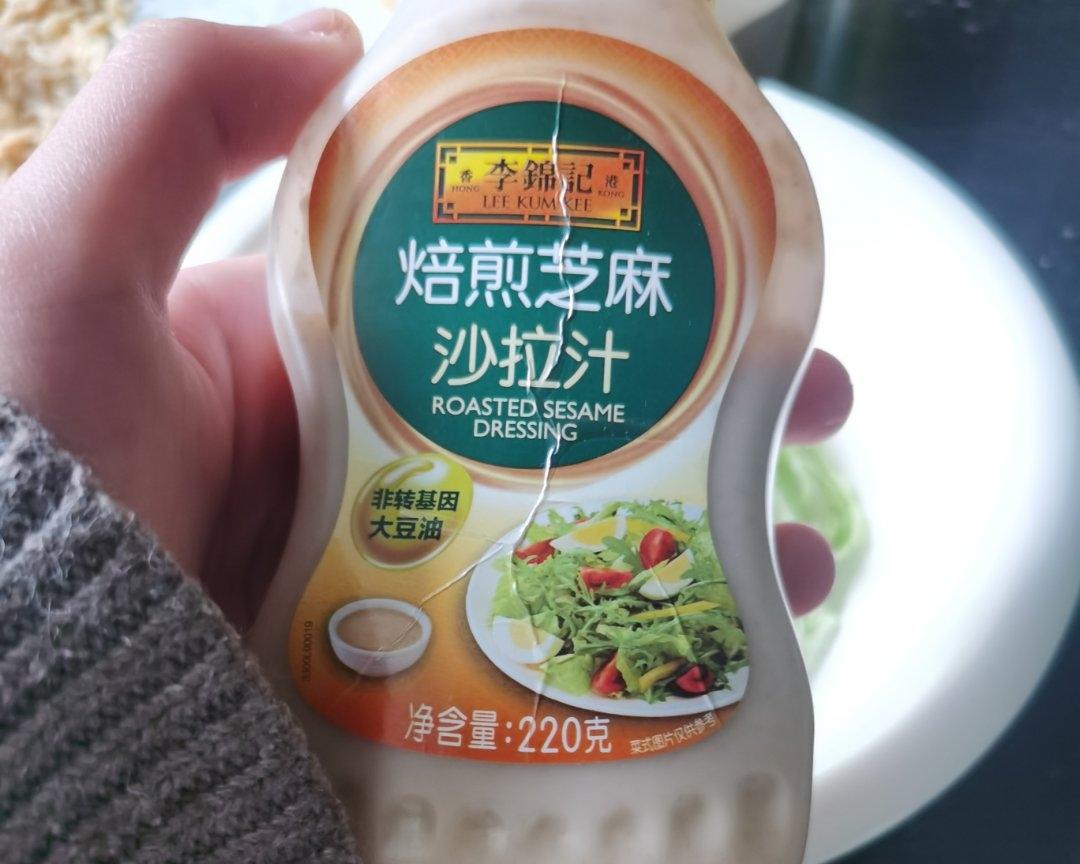 香 李錦記 港
HONG LEE KUM KEE KONG
焙煎芝麻
沙拉汁
ROASTED SESAME
DRESSING
非转基因
大豆油
净含量:220克
菜式图片仅供参考